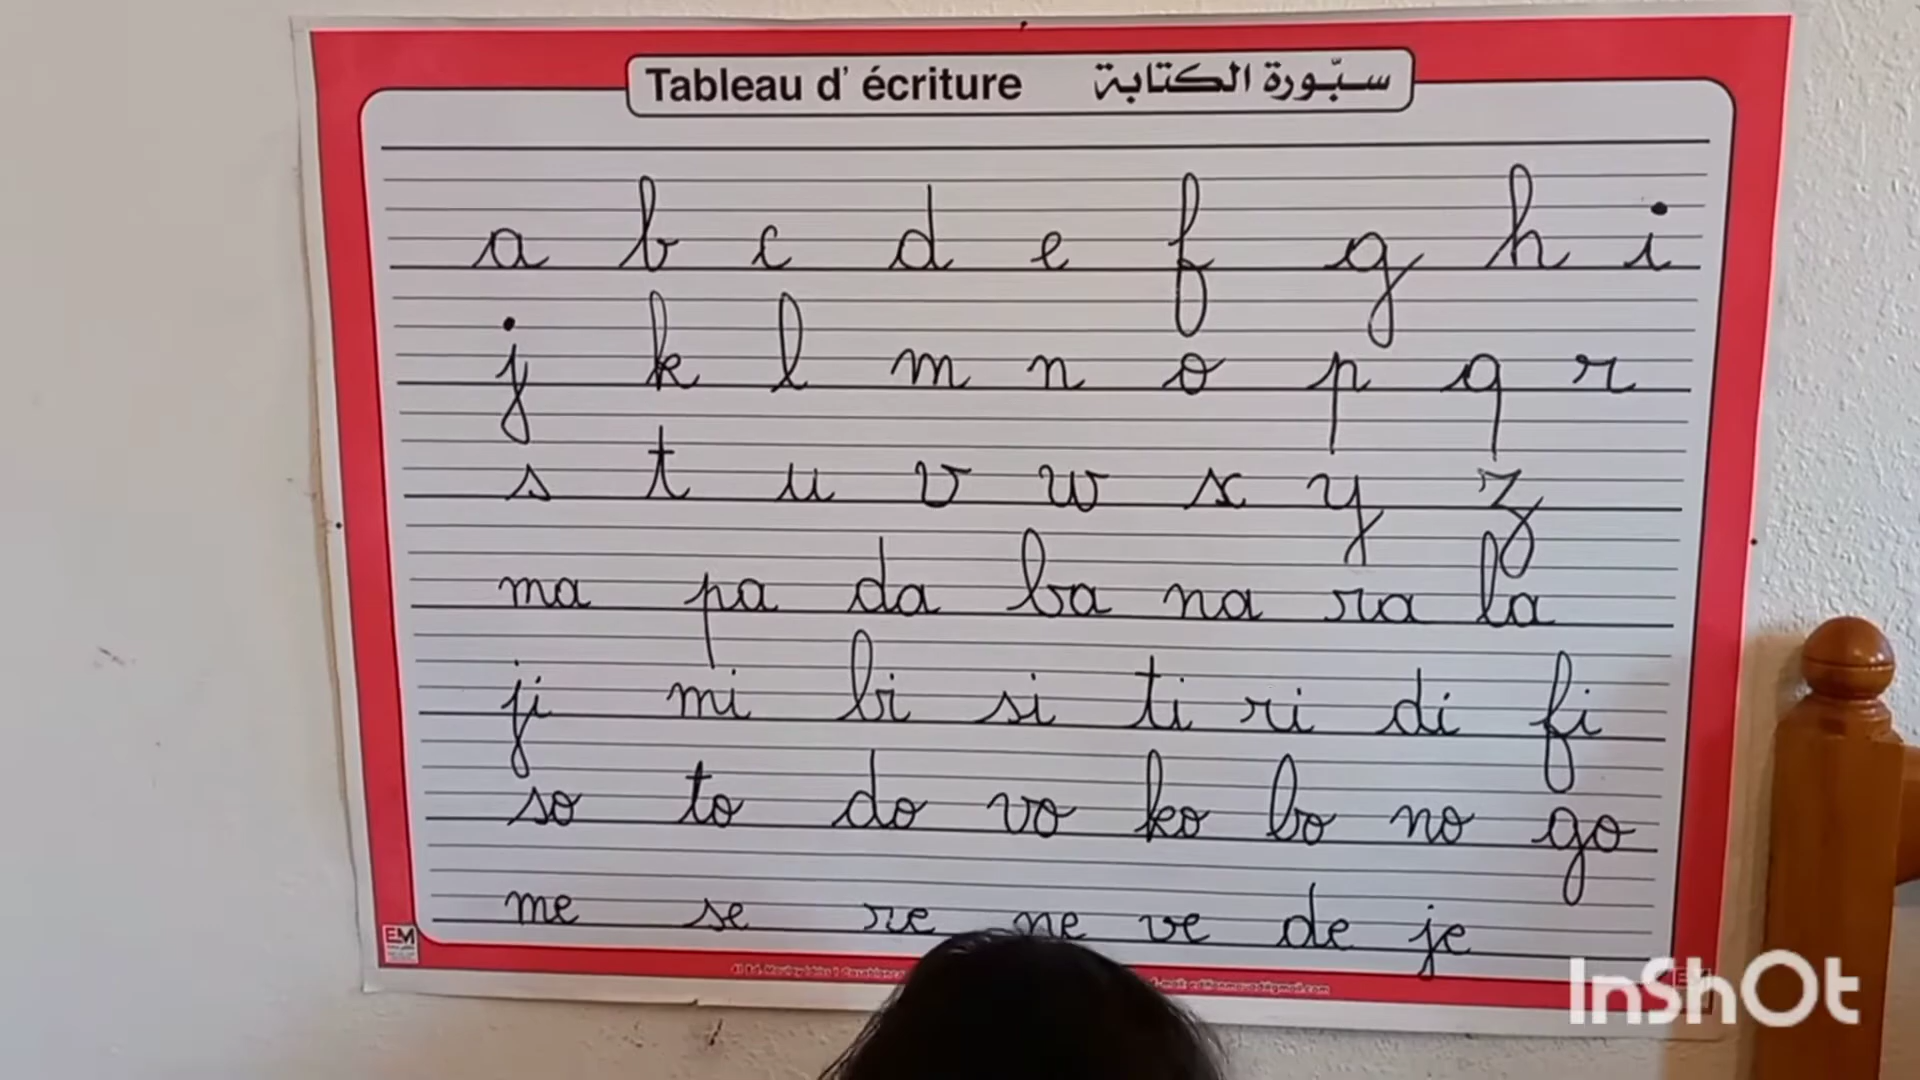 Tableau d' écriture سبّورة الكتابة
a b c d e f g h i
j k l m n o p q r
s t u v w x y z
ma pa da ba na ra la
ji mi bi si ti ri di fi
so to do vo ko bo no go
me se re ne ve de je
EM
InShOt